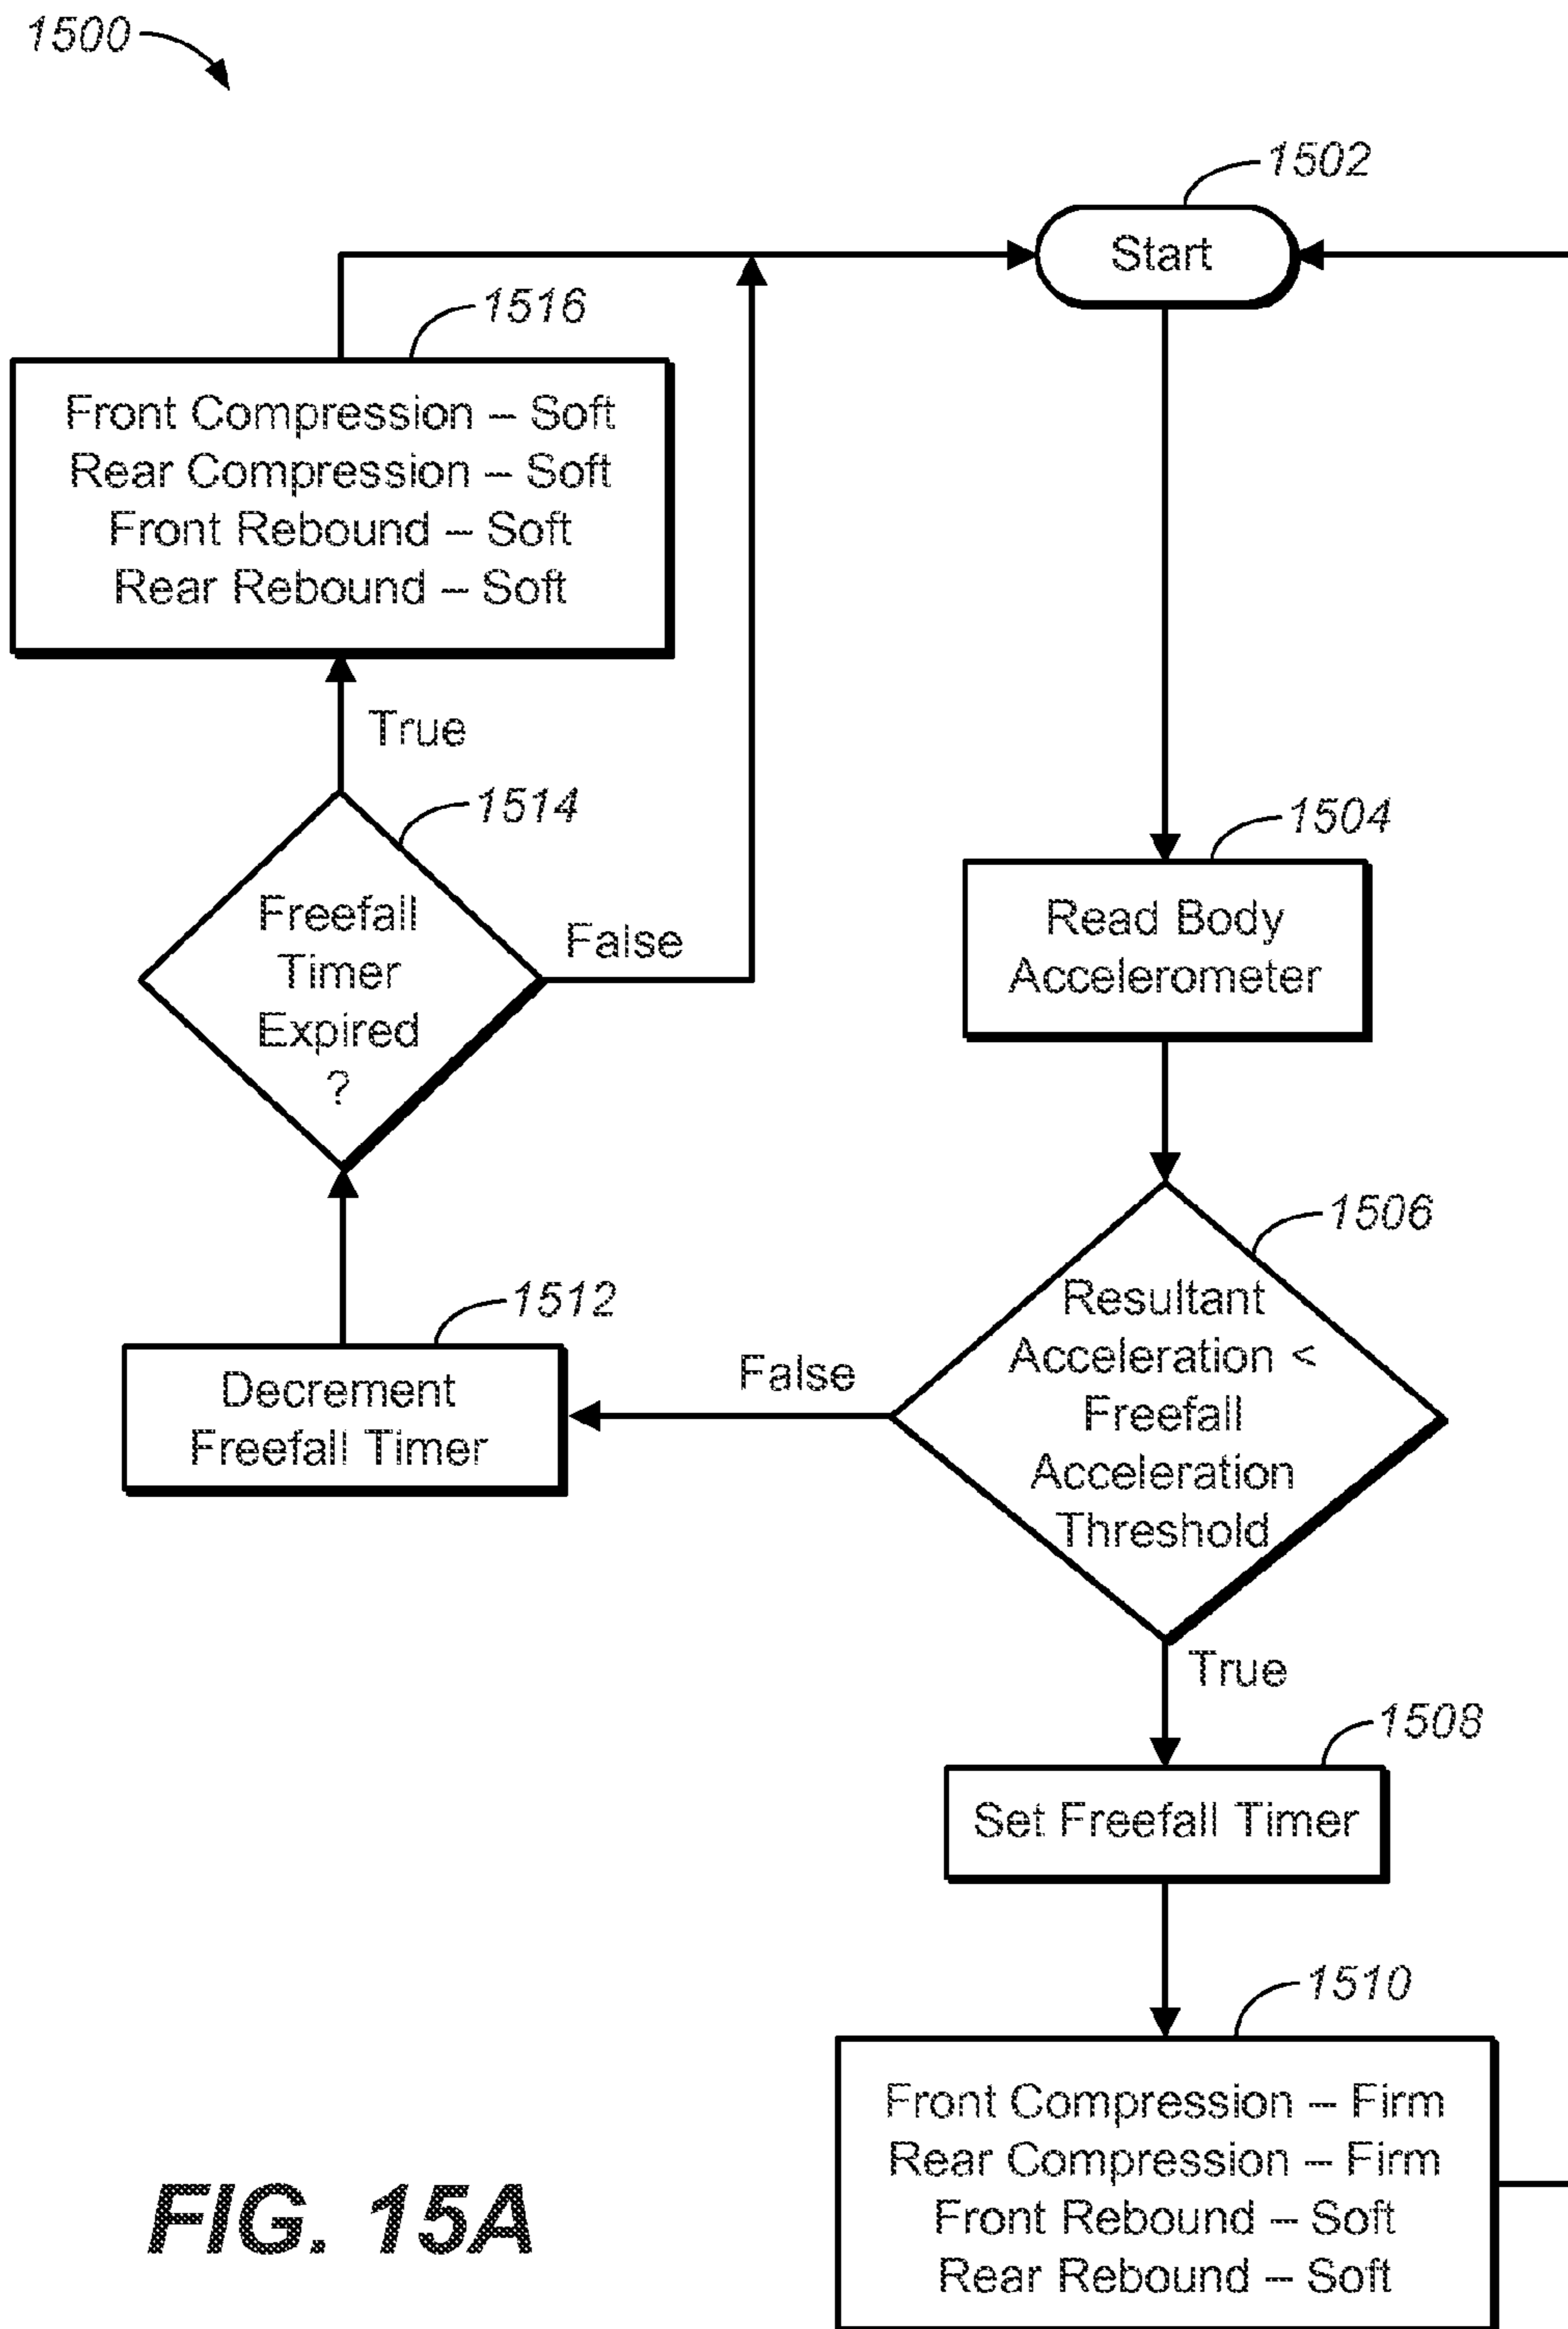 1500
1502
Start
1516
Front Compression – Soft
Rear Compression – Soft
Front Rebound – Soft
Rear Rebound – Soft
True
1514
Freefall
Timer
Expired
?
False
1504
Read Body
Accelerometer
1506
Resultant
Acceleration <
Freefall
Acceleration
Threshold
False
1512
Decrement
Freefall Timer
True
1508
Set Freefall Timer
1510
Front Compression – Firm
Rear Compression – Firm
Front Rebound – Soft
Rear Rebound – Soft
FIG. 15A